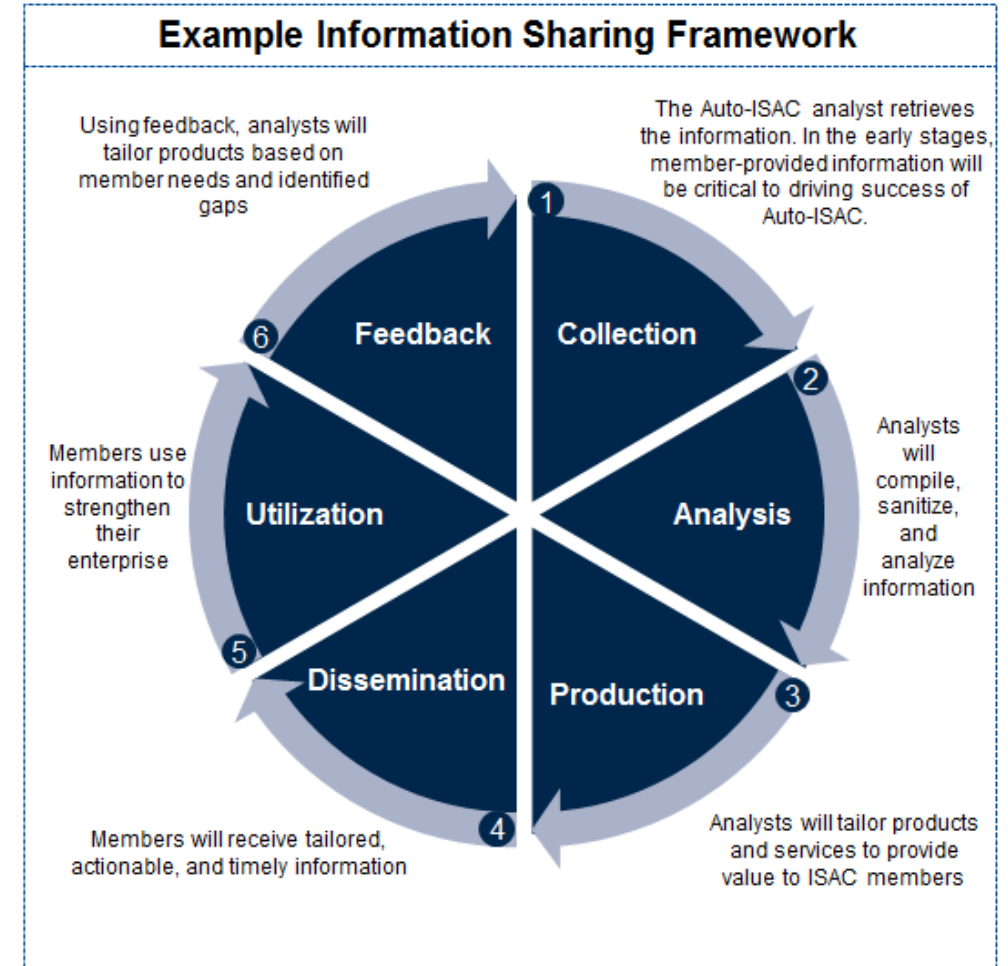 Example Information Sharing Framework
The Auto-ISAC analyst retrieves
the information. In the early stages,
member-provided information will
be critical to driving success of
Auto-ISAC.
1
Collection
2
Analysis
Analysts
will
compile,
sanitize,
and
analyze
information
3
Production
Analysts will tailor products
and services to provide
value to ISAC members
4
Dissemination
Members will receive tailored,
actionable, and timely information
5
Utilization
Members use
information to
strengthen
their
enterprise
6
Feedback
Using feedback, analysts will
tailor products based on
member needs and identified
gaps